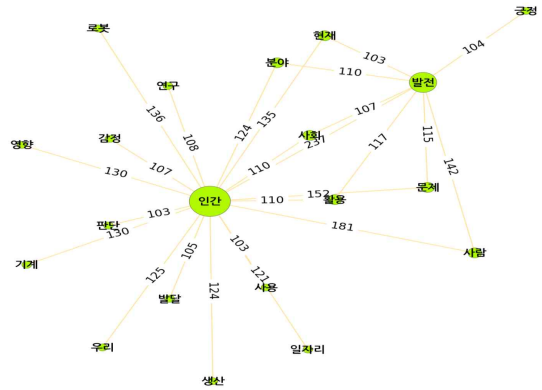 긍정
로봇
현재
104
분야
103
110
연구
발전
136
124
135
107
108
감정
사회
237
115
영향
107
117
142
130
110
152
문제
인간
110
활용
103
181
판단
130
103
사람
기계
125
105
121
124
사용
발달
우리
일자리
생산